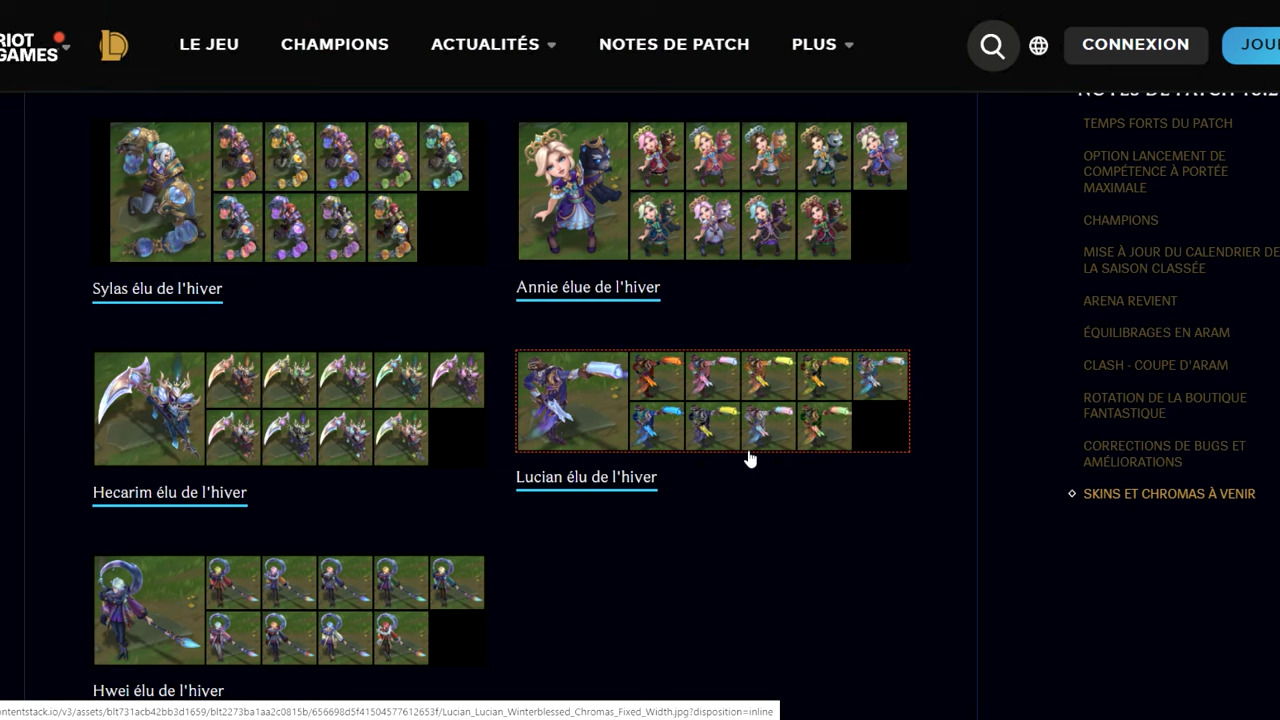 RIOT
GAMES
LE JEU
CHAMPIONS
ACTUALITÉS
NOTES DE PATCH
PLUS
CONNEXION
TEMPS FORTS DU PATCH
OPTION LANCEMENT DE
COMPÉTENCE À PORTÉE
MAXIMALE
CHAMPIONS
MISE À JOUR DU CALENDRIER DE
LA SAISON CLASSÉE
ARENA REVIENT
ÉQUILIBRAGES EN ARAM
CLASH - COUPE D'ARAM
ROTATION DE LA BOUTIQUE
FANTASTIQUE
CORRECTIONS DE BUGS ET
AMÉLIORATIONS
SKINS ET CHROMAS À VENIR
Sylas élu de l'hiver
Annie élue de l'hiver
Hecarim élu de l'hiver
Lucian élu de l'hiver
Hwei élu de l'hiver
ontentstack.io/v3/assets/blt731acb42bb3d1659/blt2273ba1aa2c0815b/656698d5f41504577612653f/Lucian_Lucian_Winterblessed_Chromas_Fixed_Width.jpg?disposition=inline